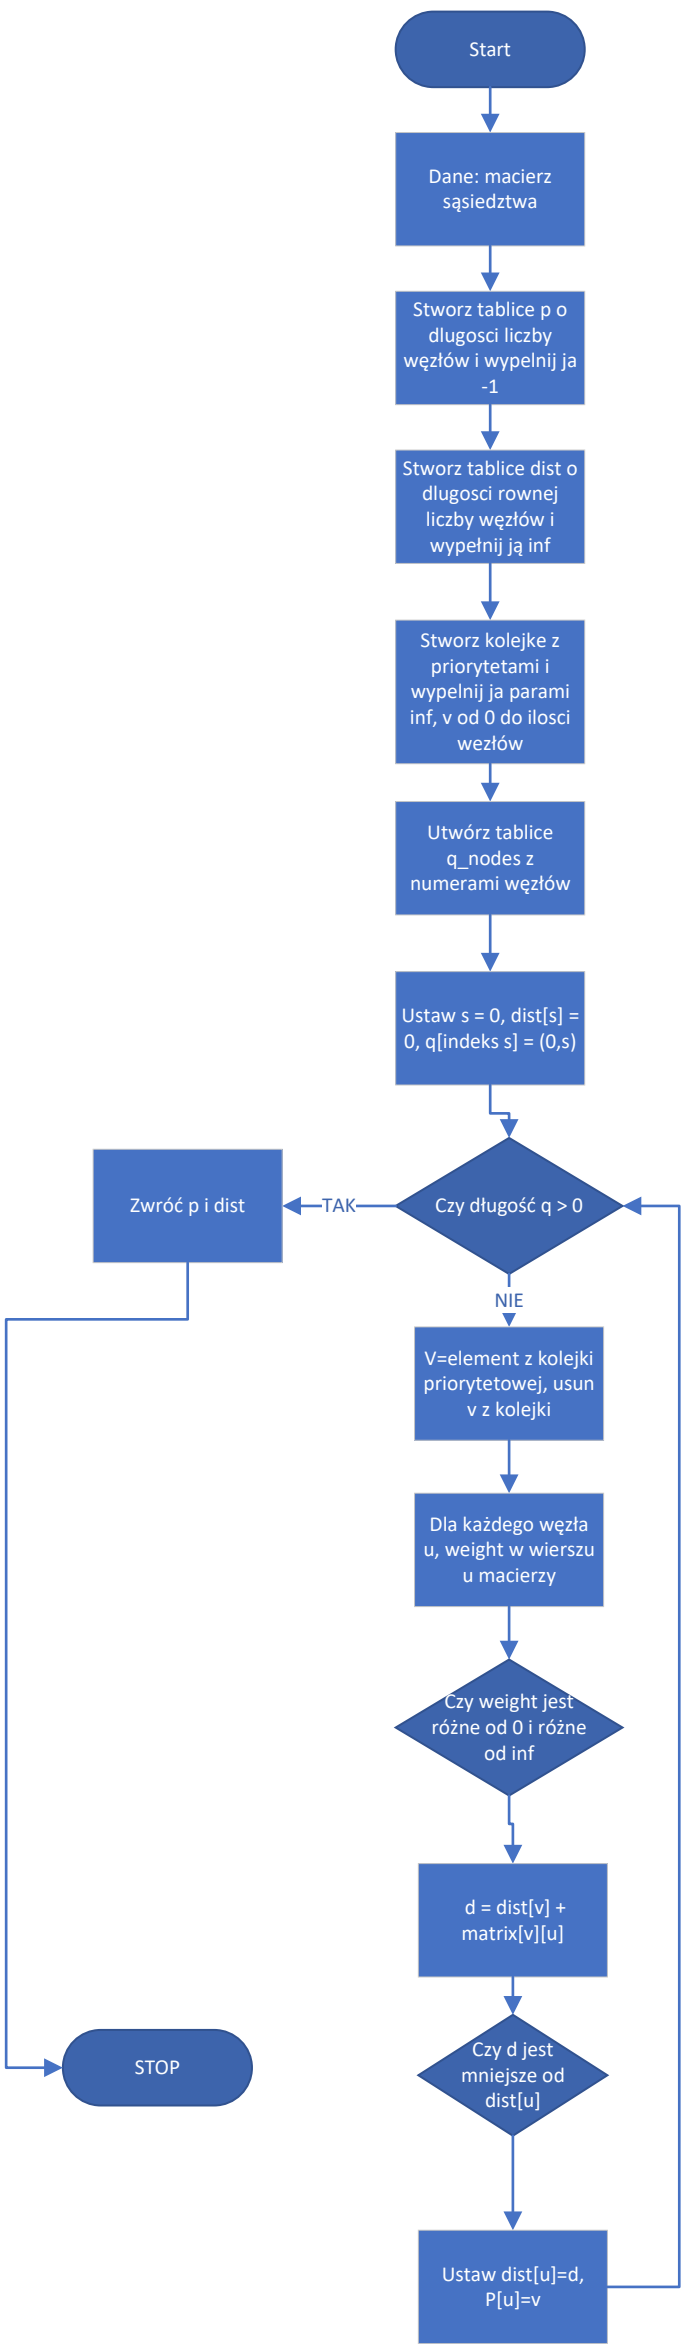 Start
Dane: macierz
sąsiedztwa
Stworz tablice p o
dlugosci liczby
węzłów i wypelnij ja
-1
Stworz tablice dist o
dlugosci rownej
liczby węzłów i
wypełnij ją inf
Stworz kolejke z
priorytetami i
wypelnij ja parami
inf, v od 0 do ilosci
wezłów
Utwórz tablice
q_nodes z
numerami węzłów
Ustaw s = 0, dist[s] =
0, q[indeks s] = (0,s)
Czy długość q > 0
TAK
Zwróć p i dist
NIE
V=element z kolejki
priorytetowej, usun
v z kolejki
Dla każdego węzła
u, weight w wierszu
u macierzy
Czy weight jest
różne od 0 i różne
od inf
d = dist[v] +
matrix[v][u]
Czy d jest
mniejsze od
dist[u]
STOP
Ustaw dist[u]=d,
P[u]=v